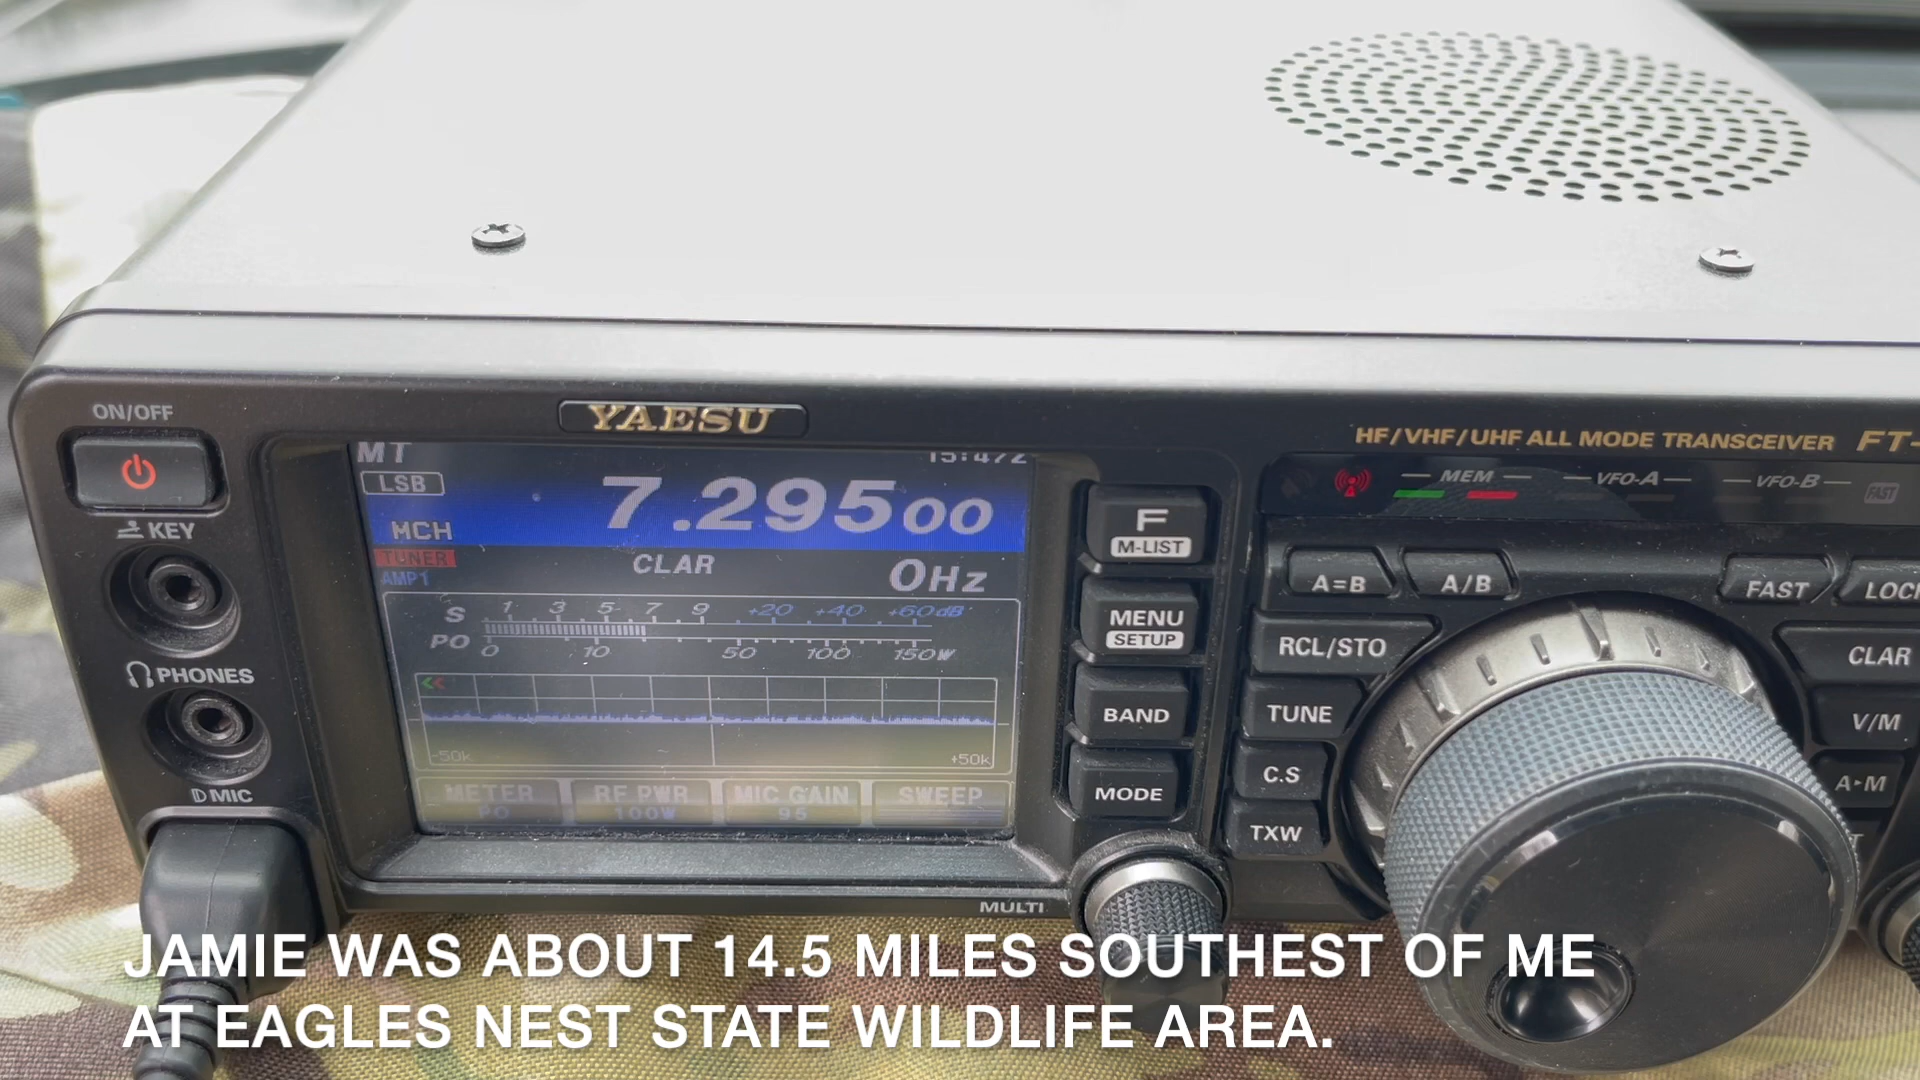 ON/OFF
YAESU
HF/VHF/UHF ALL MODE TRANSCEIVER FT-
MT
LSB
7.29500
MCH
TUNER
CLAR
0Hz
AMP1
S 1 3 5 7 9 +20 +40 +60dB
PO 0 10 50 100 150W
-50k +50k
METER RF PWR MIC GAIN SWEEP
PO 100W 95
KEY
PHONES
MIC
F
M-LIST
MENU
SETUP
BAND
MODE
MULTI
MEM VFO-A VFO-B FAST
A=B A/B FAST
RCL/STO CLAR
TUNE V/M
C.S A▸M
TXW
JAMIE WAS ABOUT 14.5 MILES SOUTHEST OF ME
AT EAGLES NEST STATE WILDLIFE AREA.